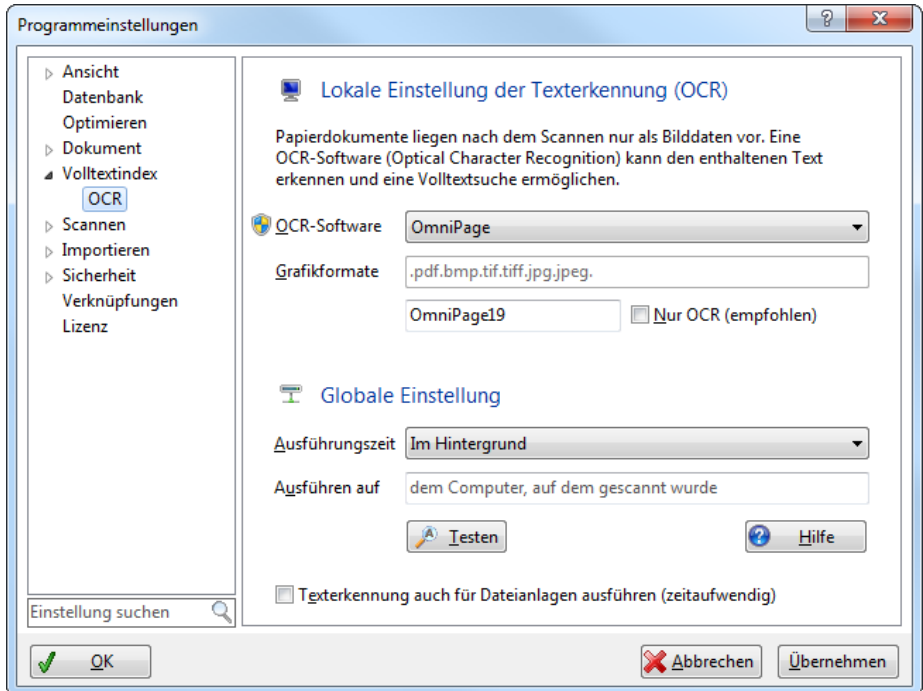 Programmeinstellungen
Ansicht
Datenbank
Optimieren
Dokument
Volltextindex
OCR
Scannen
Importieren
Sicherheit
Verknüpfungen
Lizenz
Einstellung suchen
Lokale Einstellung der Texterkennung (OCR)
Papierdokumente liegen nach dem Scannen nur als Bilddaten vor. Eine
OCR-Software (Optical Character Recognition) kann den enthaltenen Text
erkennen und eine Volltextsuche ermöglichen.
OCR-Software OmniPage
Grafikformate .pdf.bmp.tif.tiff.jpg.jpeg.
OmniPage19 Nur OCR (empfohlen)
Globale Einstellung
Ausführungszeit Im Hintergrund
Ausführen auf dem Computer, auf dem gescannt wurde
Testen Hilfe
Texterkennung auch für Dateianlagen ausführen (zeitaufwendig)
OK Abbrechen Übernehmen